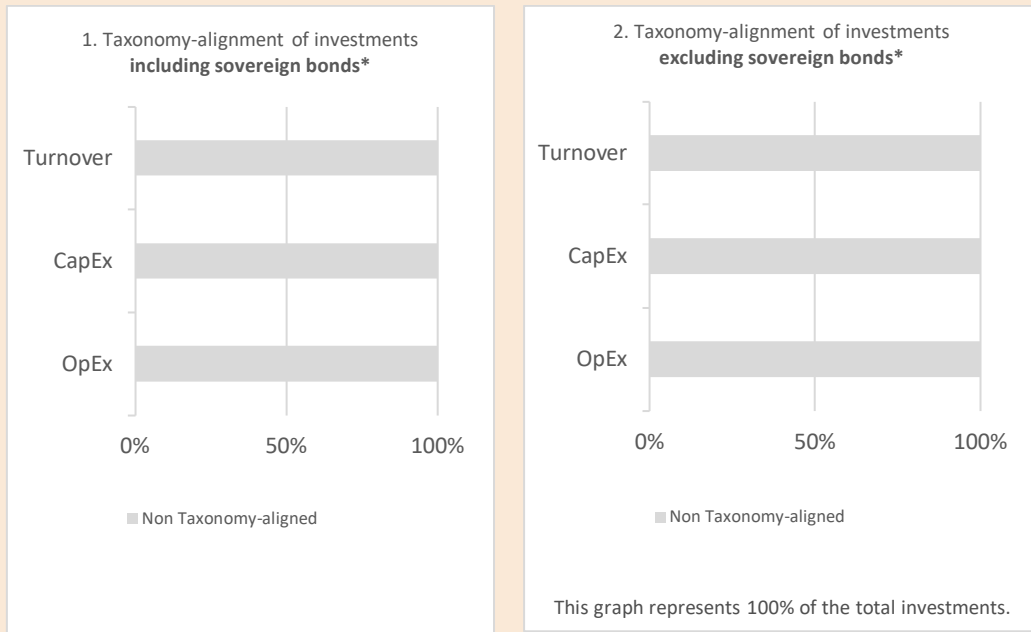 1. Taxonomy-alignment of investments
including sovereign bonds*
Turnover
CapEx
OpEx
0% 50% 100%
Non Taxonomy-aligned
2. Taxonomy-alignment of investments
excluding sovereign bonds*
Turnover
CapEx
OpEx
0% 50% 100%
Non Taxonomy-aligned
This graph represents 100% of the total investments.